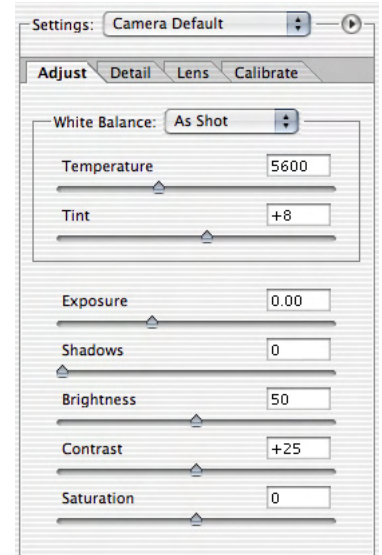 Settings: Camera Default
Adjust Detail Lens Calibrate
White Balance: As Shot
Temperature 5600
Tint +8
Exposure 0.00
Shadows 0
Brightness 50
Contrast +25
Saturation 0